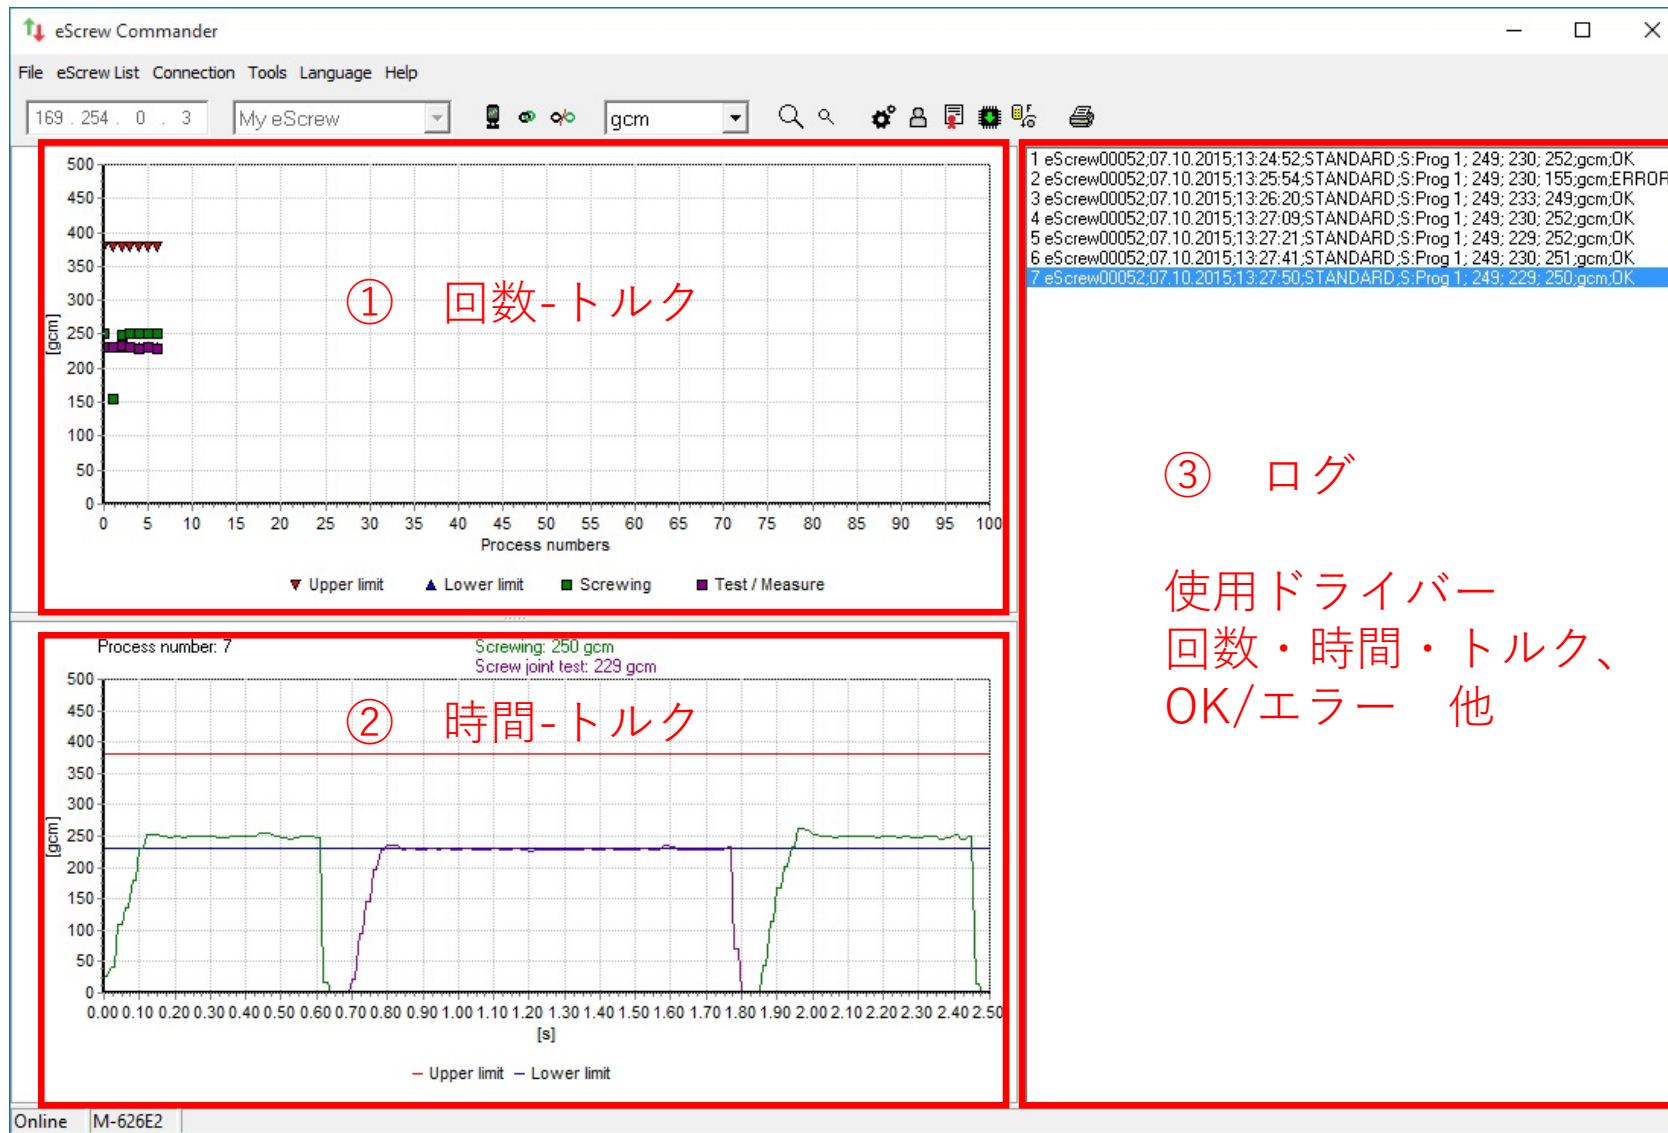 eScrew Commander
File eScrew List Connection Tools Language Help
169 . 254 . 0 . 3 My eScrew gcm
500
450
400
350
300
250
200
150
100
50
0
[gcm]
① 回数-トルク
0 5 10 15 20 25 30 35 40 45 50 55 60 65 70 75 80 85 90 95 100
Process numbers
Upper limit Lower limit Screwing Test / Measure
Process number: 7
Screwing: 250 gcm
Screw joint test: 229 gcm
500
450
400
350
300
250
200
150
100
50
0
[gcm]
② 時間-トルク
0.00 0.10 0.20 0.30 0.40 0.50 0.60 0.70 0.80 0.90 1.00 1.10 1.20 1.30 1.40 1.50 1.60 1.70 1.80 1.90 2.00 2.10 2.20 2.30 2.40 2.50
[s]
Upper limit Lower limit
1 eScrew00052;07.10.2015;13:24:52;STANDARD;S:Prog 1; 249; 230; 252;gcm;OK
2 eScrew00052;07.10.2015;13:25:54;STANDARD;S:Prog 1; 249; 230; 155;gcm;ERROR
3 eScrew00052;07.10.2015;13:26:20;STANDARD;S:Prog 1; 249; 233; 249;gcm;OK
4 eScrew00052;07.10.2015;13:27:09;STANDARD;S:Prog 1; 249; 230; 252;gcm;OK
5 eScrew00052;07.10.2015;13:27:21;STANDARD;S:Prog 1; 249; 229; 252;gcm;OK
6 eScrew00052;07.10.2015;13:27:41;STANDARD;S:Prog 1; 249; 230; 251;gcm;OK
7 eScrew00052;07.10.2015;13:27:50;STANDARD;S:Prog 1; 249; 229; 250;gcm;OK
③ ログ
使用ドライバー
回数・時間・トルク、
OK/エラー 他
Online M-626E2